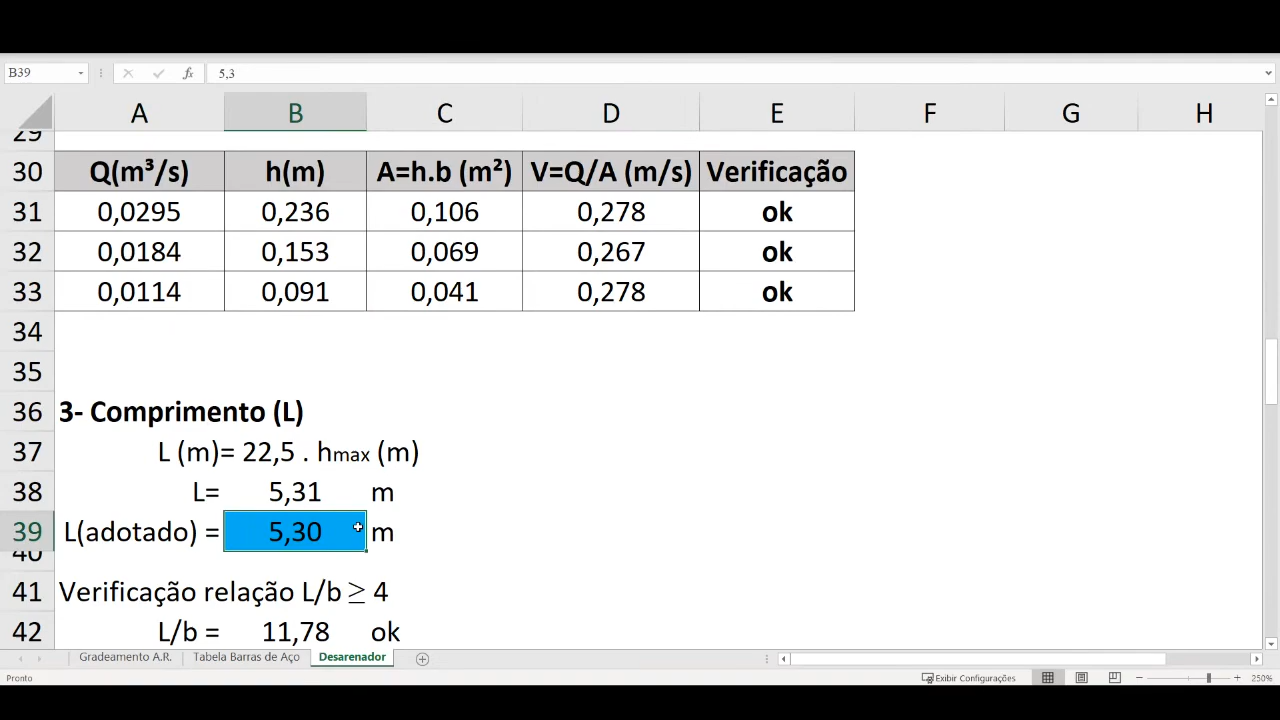 B39 5,3
A B C D E F G H
29
30 Q(m³/s) h(m) A=h.b (m²) V=Q/A (m/s) Verificação
31 0,0295 0,236 0,106 0,278 ok
32 0,0184 0,153 0,069 0,267 ok
33 0,0114 0,091 0,041 0,278 ok
34
35
36 3- Comprimento (L)
37 L (m)= 22,5 . hmax (m)
38 L= 5,31 m
39 L(adotado) = 5,30 m
40
41 Verificação relação L/b ≥ 4
42 L/b = 11,78 ok
Gradeamento A.R. Tabela Barras de Aço Desarenador
Pronto Exibir Configurações 250%